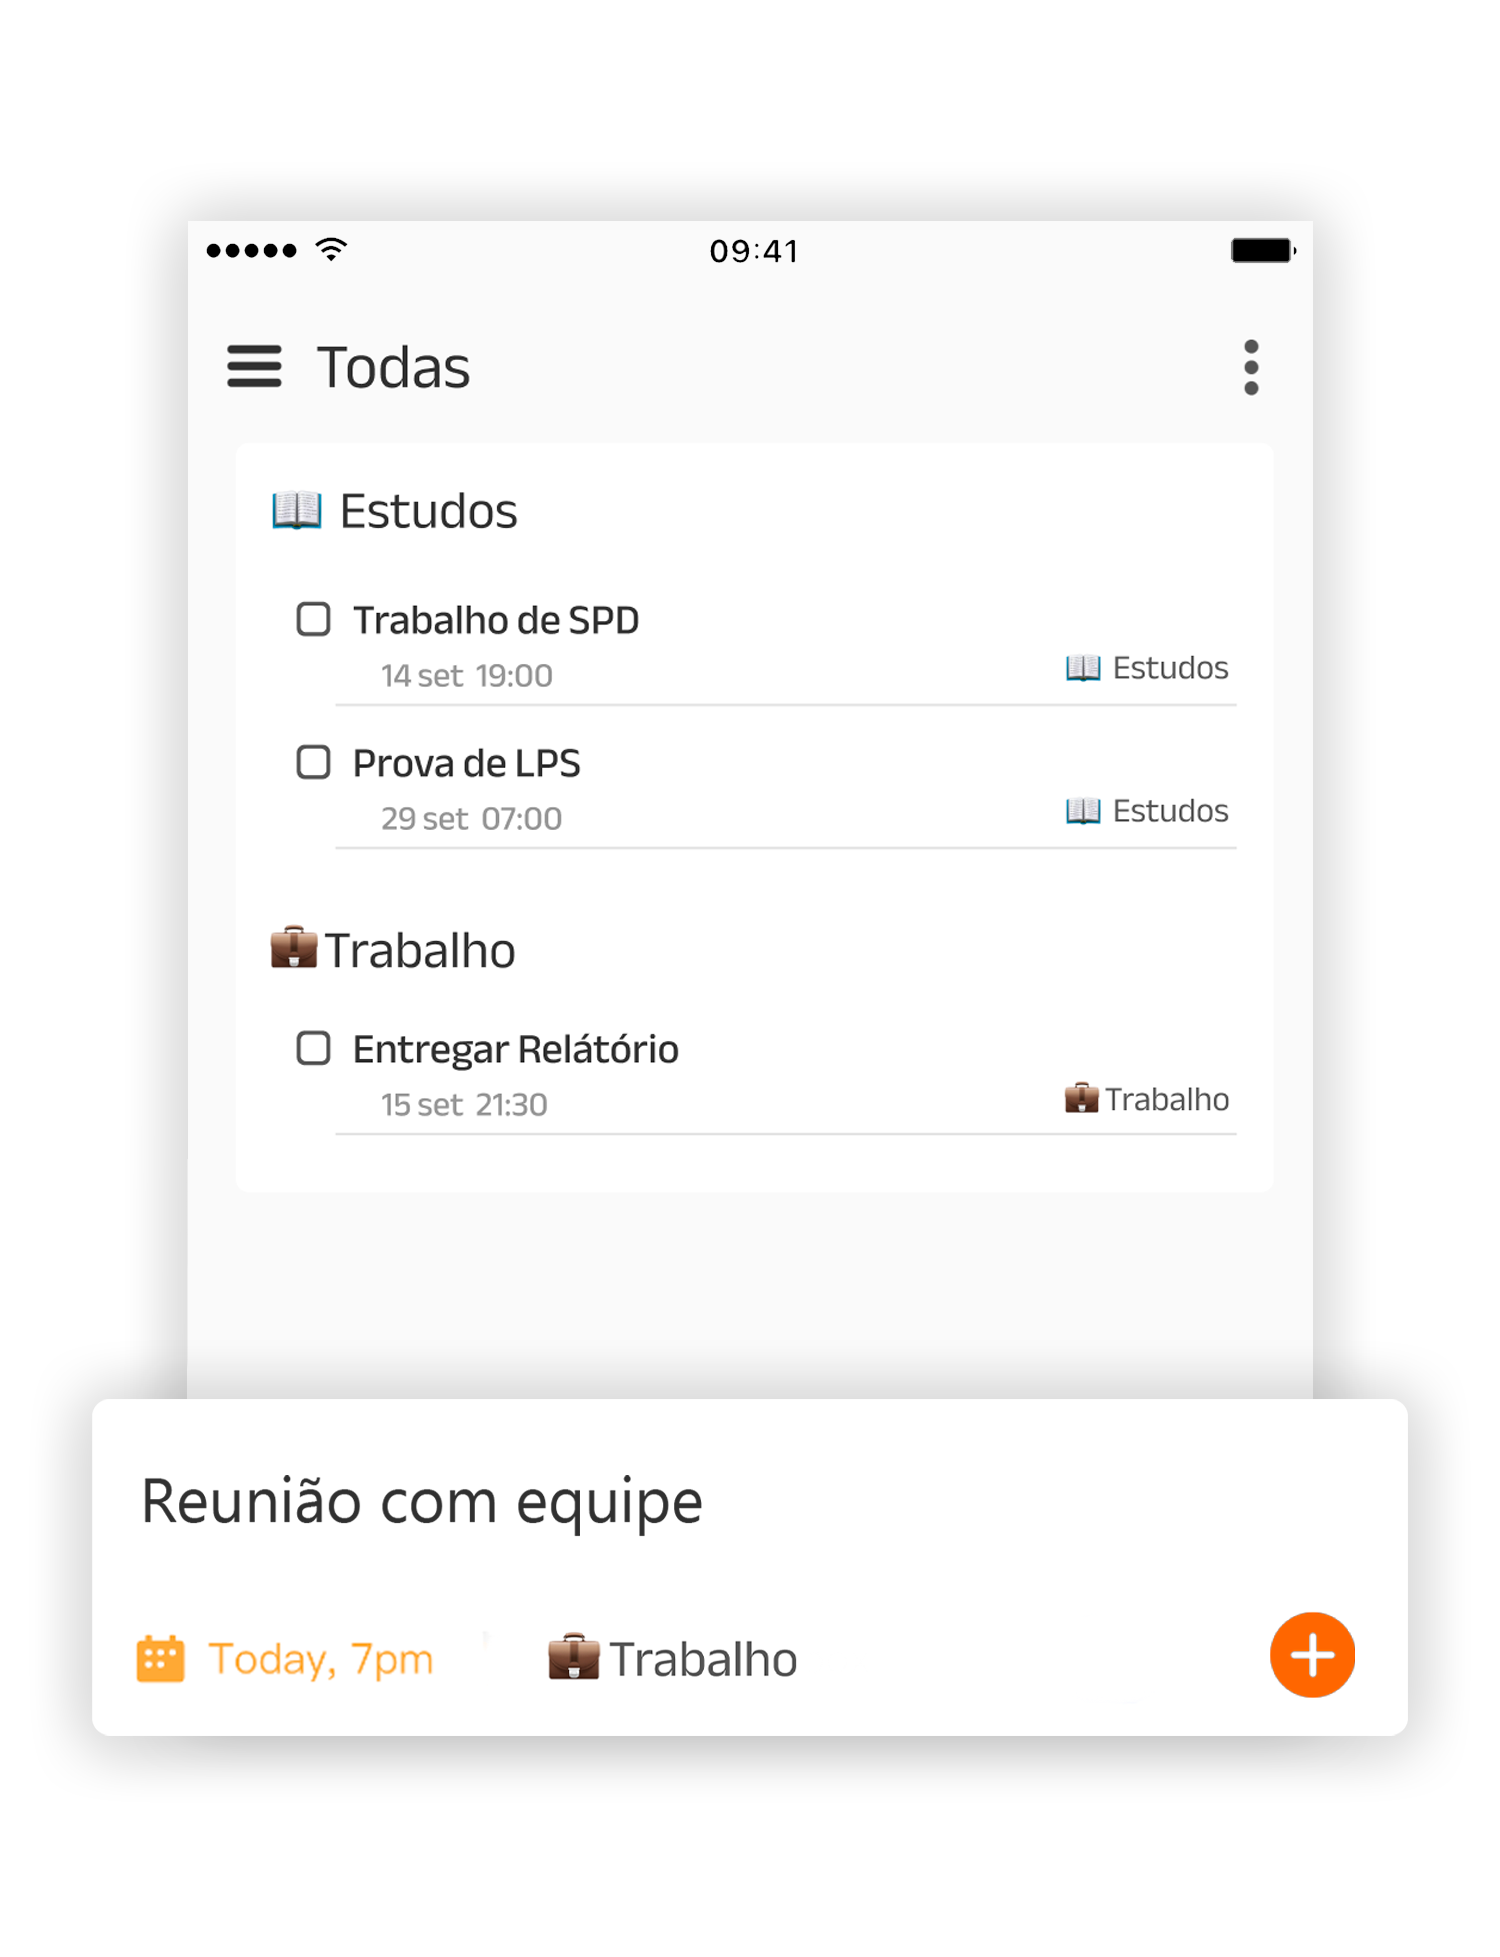 09:41
Todas
Estudos
Trabalho de SPD
14 set 19:00
Estudos
Prova de LPS
29 set 07:00
Estudos
Trabalho
Entregar Relátório
15 set 21:30
Trabalho
Reunião com equipe
Today, 7pm
Trabalho